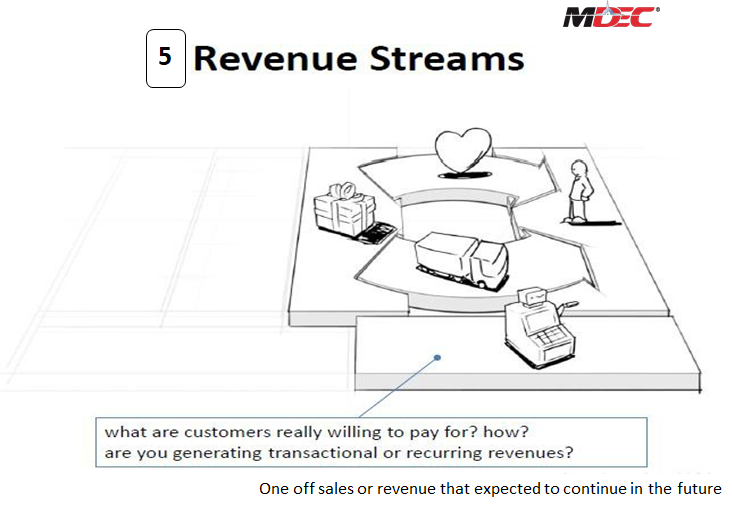 MDEC
5 Revenue Streams
what are customers really willing to pay for? how?
are you generating transactional or recurring revenues?
One off sales or revenue that expected to continue in the future